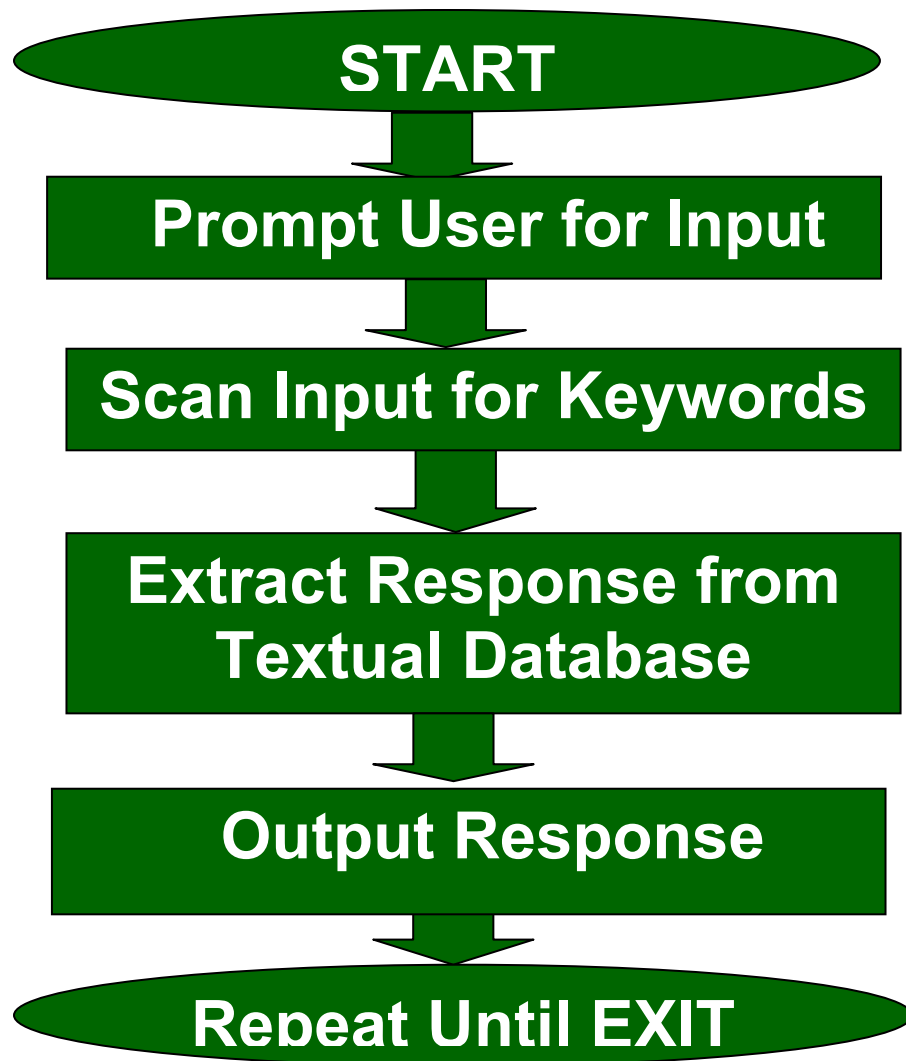 START
Prompt User for Input
Scan Input for Keywords
Extract Response from
Textual Database
Output Response
Repeat Until EXIT